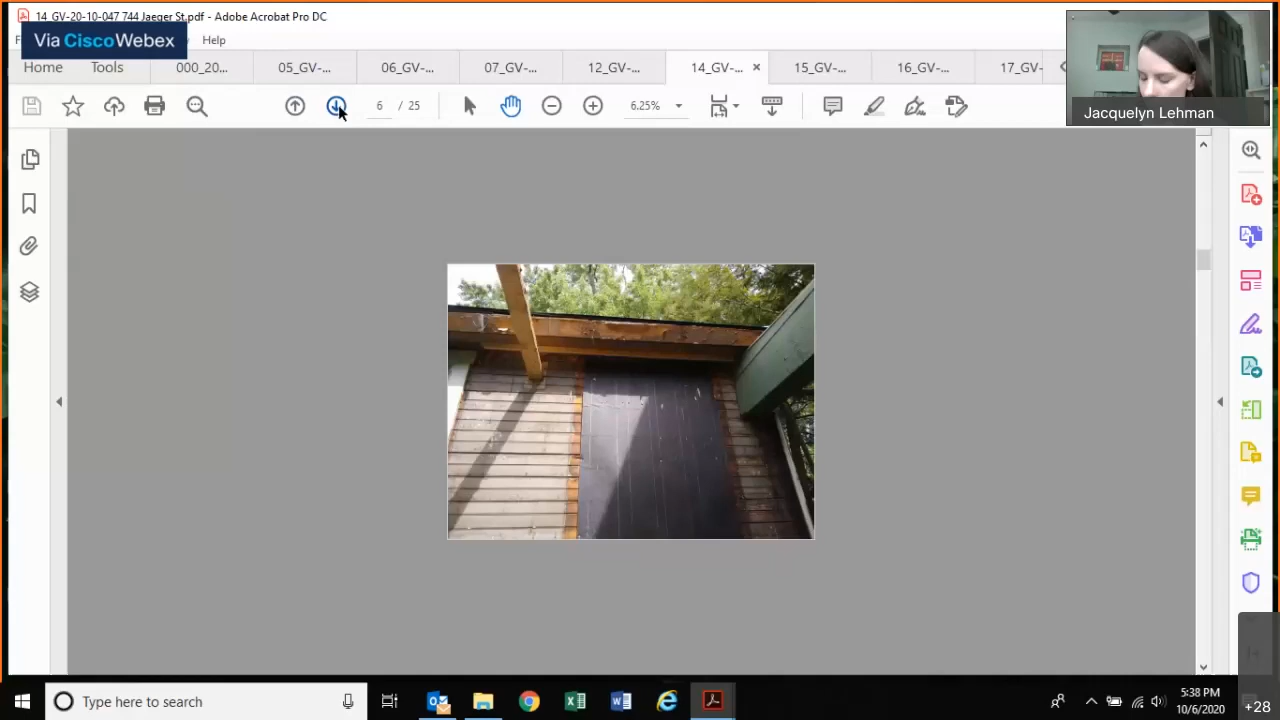 14_GV-20-10-047 744 Jaeger St.pdf - Adobe Acrobat Pro DC
Via Cisco Webex
Help
Home Tools 000_20... 05_GV-... 06_GV-... 07_GV-... 12_GV-... 14_GV-... × 15_GV-... 16_GV-... 17_GV-
6 / 25 6.25%
Jacquelyn Lehman
Type here to search
5:38 PM
10/6/2020
+28